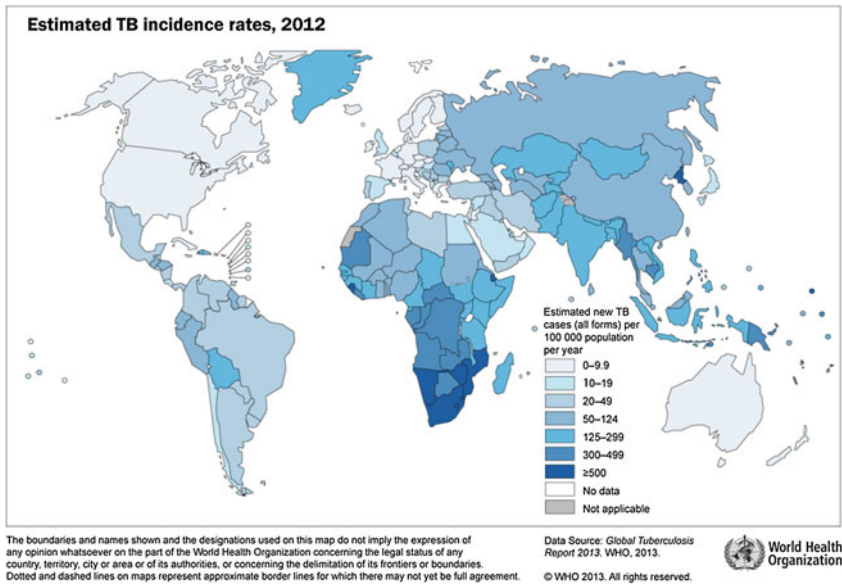 Estimated TB incidence rates, 2012
Estimated new TB
cases (all forms) per
100 000 population
per year
0–9.9
10–19
20–49
50–124
125–299
300–499
≥500
No data
Not applicable
The boundaries and names shown and the designations used on this map do not imply the expression of
any opinion whatsoever on the part of the World Health Organization concerning the legal status of any
country, territory, city or area or of its authorities, or concerning the delimitation of its frontiers or boundaries.
Dotted and dashed lines on maps represent approximate border lines for which there may not yet be full agreement.
Data Source: Global Tuberculosis
Report 2013. WHO, 2013.
© WHO 2013. All rights reserved.
World Health
Organization